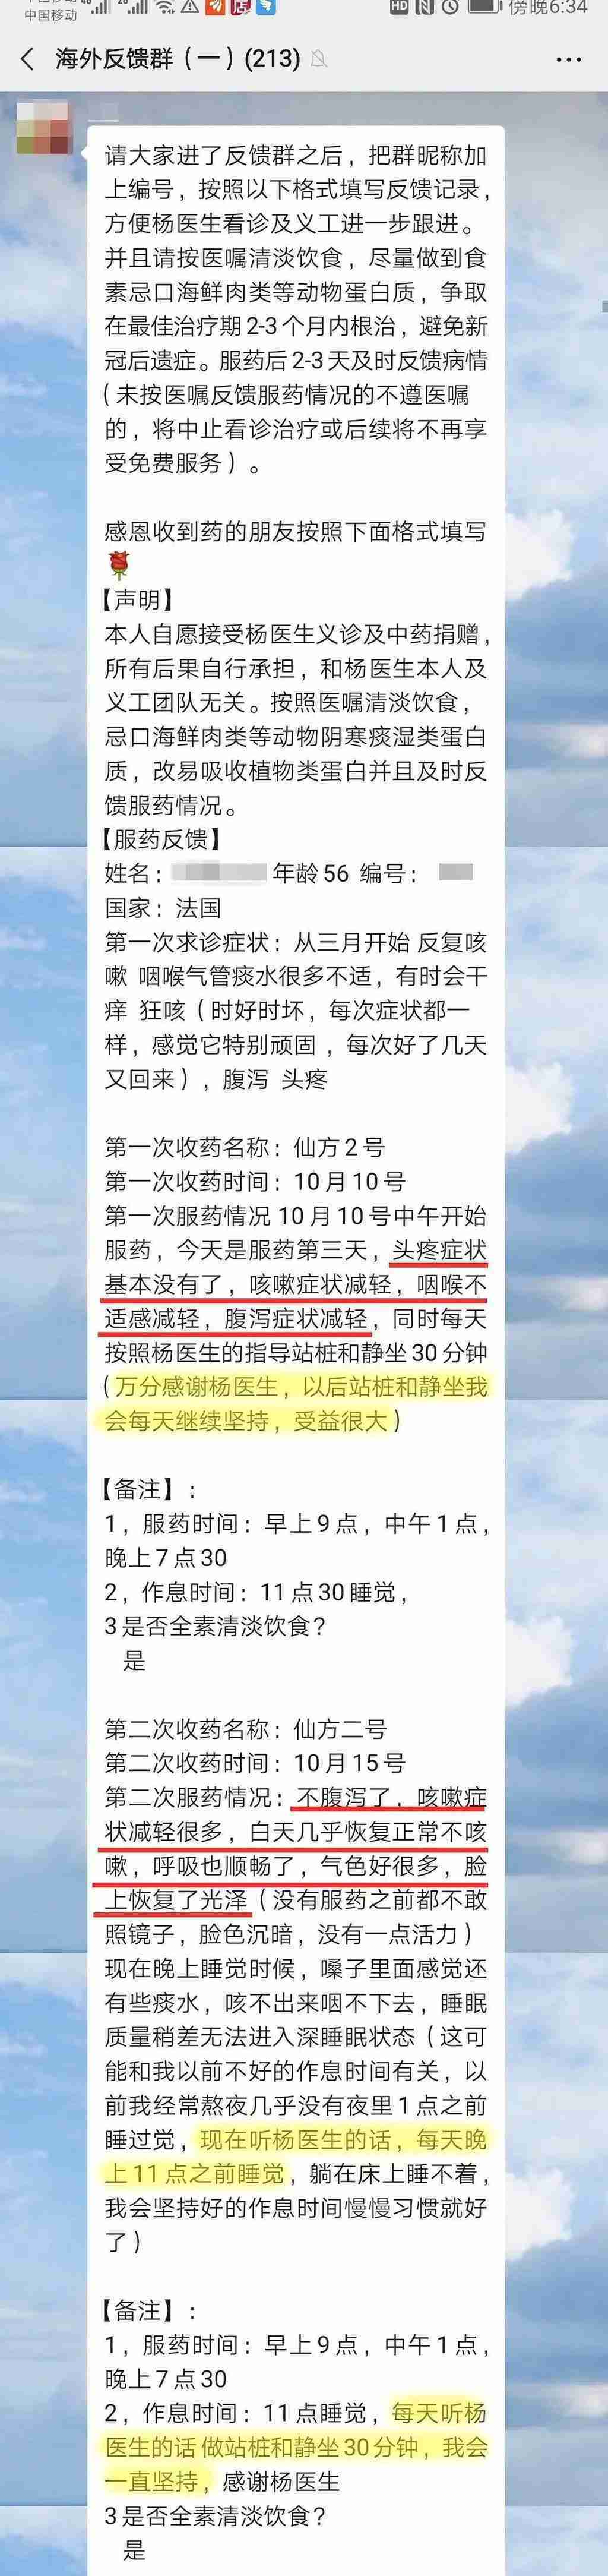 中国移动
HD
傍晚6:34
海外反馈群（一）(213)
请大家进了反馈群之后，把群昵称加
上编号，按照以下格式填写反馈记录，
方便杨医生看诊及义工进一步跟进。
并且请按医嘱清淡饮食，尽量做到食
素忌口海鲜肉类等动物蛋白质，争取
在最佳治疗期2-3个月内根治，避免新
冠后遗症。服药后2-3天及时反馈病情
（未按医嘱反馈服药情况的不遵医嘱
的，将中止看诊治疗或后续将不再享
受免费服务）。
感恩收到药的朋友按照下面格式填写
🌹
【声明】
本人自愿接受杨医生义诊及中药捐赠，
所有后果自行承担，和杨医生本人及
义工团队无关。按照医嘱清淡饮食，
忌口海鲜肉类等动物阴寒痰湿类蛋白
质，改易吸收植物类蛋白并且及时反
馈服药情况。
【服药反馈】
姓名： 年龄56 编号：
国家：法国
第一次求诊症状：从三月开始 反复咳
嗽 咽喉气管痰水很多不适，有时会干
痒 狂咳（时好时坏，每次症状都一
样，感觉它特别顽固，每次好了几天
又回来），腹泻 头疼
第一次收药名称：仙方2号
第一次收药时间：10月10号
第一次服药情况 10月10号中午开始
服药，今天是服药第三天，头疼症状
基本没有了，咳嗽症状减轻，咽喉不
适感减轻，腹泻症状减轻，同时每天
按照杨医生的指导站桩和静坐30分钟
（万分感谢杨医生，以后站桩和静坐我
会每天继续坚持，受益很大）
【备注】：
1，服药时间：早上9点，中午1点，
晚上7点30
2，作息时间：11点30睡觉，
3是否全素清淡饮食？
是
第二次收药名称：仙方二号
第二次收药时间：10月15号
第二次服药情况：不腹泻了，咳嗽症
状减轻很多，白天几乎恢复正常不咳
嗽，呼吸也顺畅了，气色好很多，脸
上恢复了光泽（没有服药之前都不敢
照镜子，脸色沉暗，没有一点活力）
现在晚上睡觉时候，嗓子里面感觉还
有些痰水，咳不出来咽不下去，睡眠
质量稍差无法进入深睡眠状态（这可
能和我以前不好的作息时间有关，以
前我经常熬夜几乎没有夜里1点之前
睡过觉，现在听杨医生的话，每天晚
上11点之前睡觉，躺在床上睡不着，
我会坚持好的作息时间慢慢习惯就好
了）
【备注】：
1，服药时间：早上9点，中午1点，
晚上7点30
2，作息时间：11点睡觉，每天听杨
医生的话 做站桩和静坐30分钟，我会
一直坚持，感谢杨医生
3是否全素清淡饮食？
是